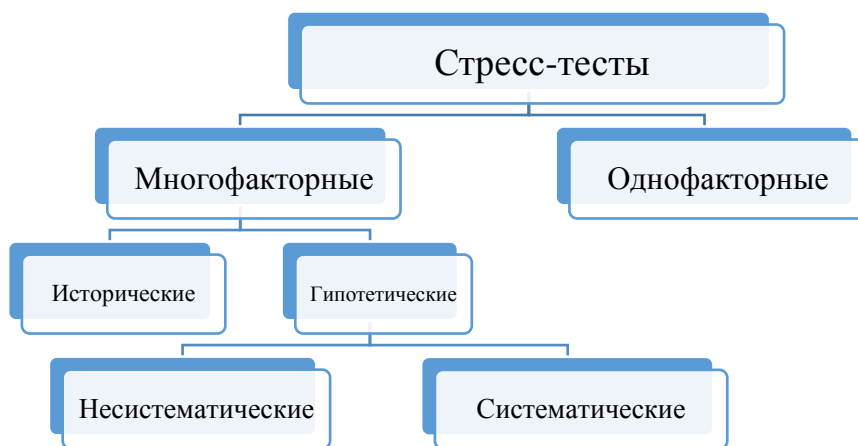 Стресс-тесты
Многофакторные
Однофакторные
Исторические
Гипотетические
Несистематические
Систематические